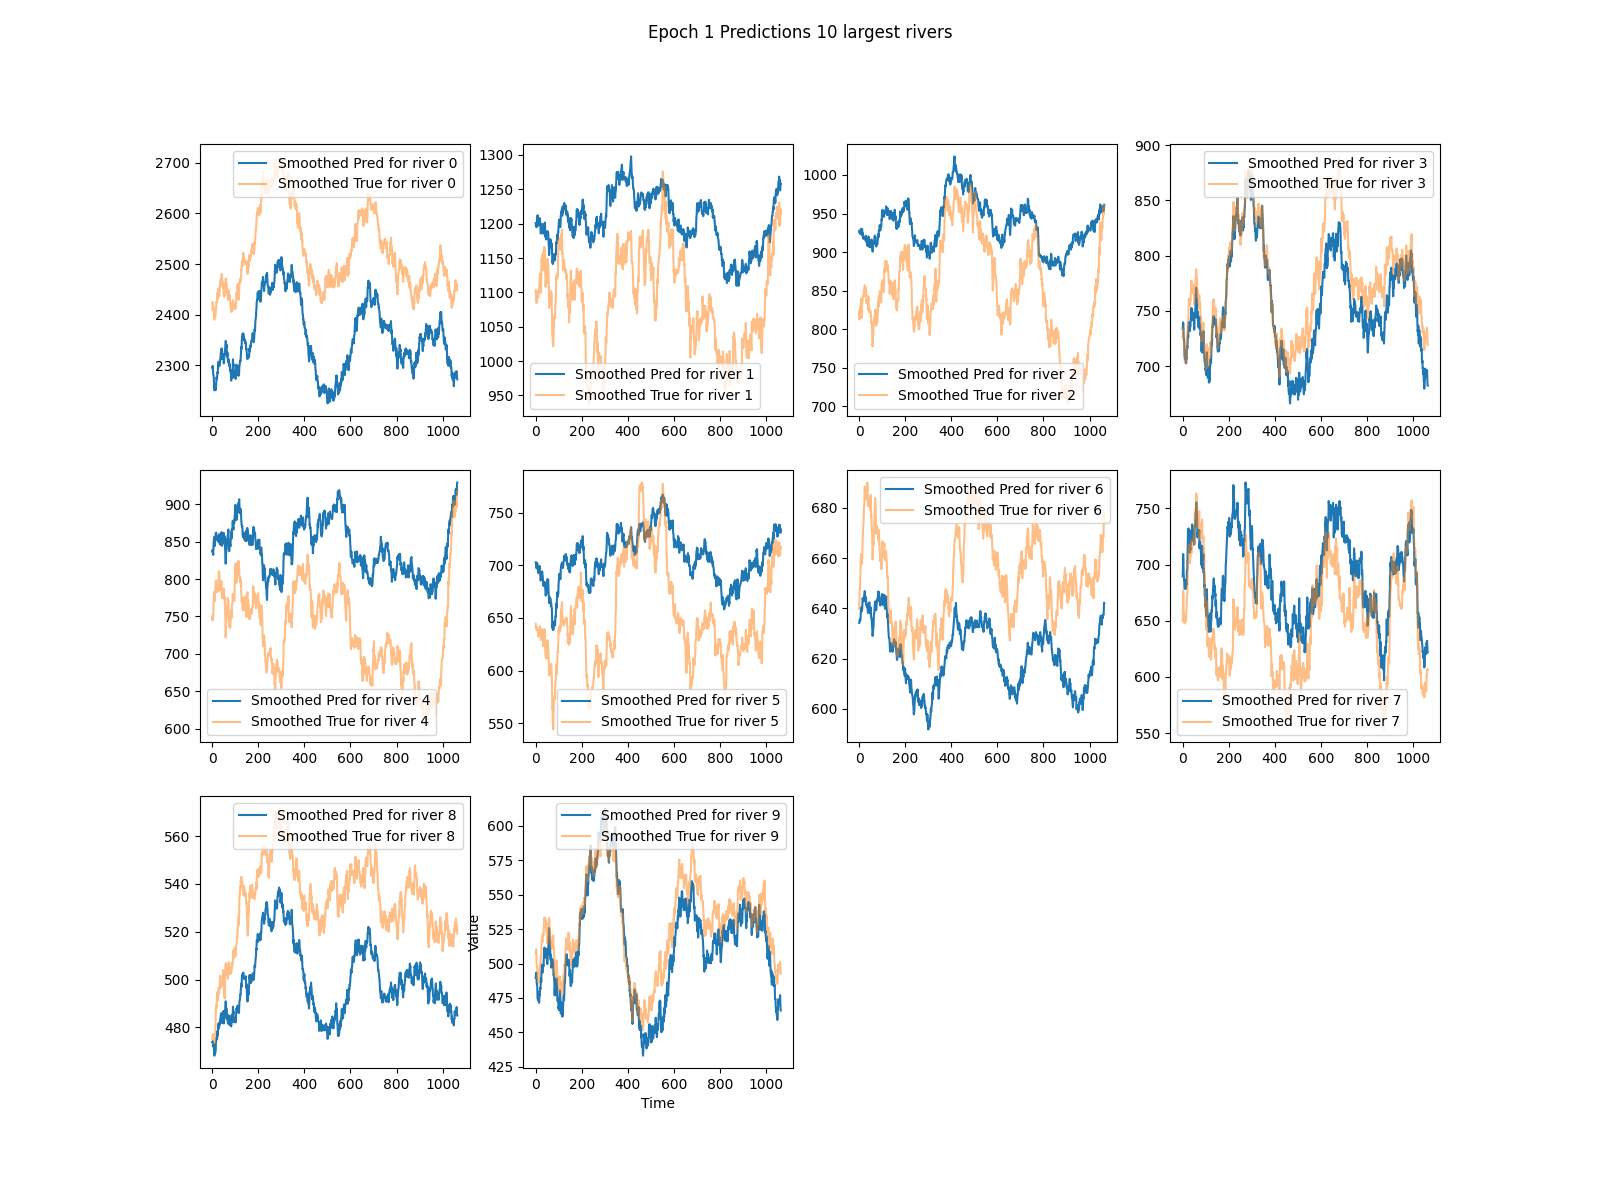 Epoch 1 Predictions 10 largest rivers
2700
2600
2500
2400
2300
Smoothed Pred for river 0
Smoothed True for river 0
0 200 400 600 800 1000
1300
1250
1200
1150
1100
1050
1000
950
Smoothed Pred for river 1
Smoothed True for river 1
0 200 400 600 800 1000
1000
950
900
850
800
750
700
Smoothed Pred for river 2
Smoothed True for river 2
0 200 400 600 800 1000
900
850
800
750
700
Smoothed Pred for river 3
Smoothed True for river 3
0 200 400 600 800 1000
900
850
800
750
700
650
600
Smoothed Pred for river 4
Smoothed True for river 4
0 200 400 600 800 1000
750
700
650
600
550
Smoothed Pred for river 5
Smoothed True for river 5
0 200 400 600 800 1000
680
660
640
620
600
Smoothed Pred for river 6
Smoothed True for river 6
0 200 400 600 800 1000
750
700
650
600
550
Smoothed Pred for river 7
Smoothed True for river 7
0 200 400 600 800 1000
560
540
520
500
480
Smoothed Pred for river 8
Smoothed True for river 8
0 200 400 600 800 1000
Value
600
575
550
525
500
475
450
425
Smoothed Pred for river 9
Smoothed True for river 9
0 200 400 600 800 1000
Time